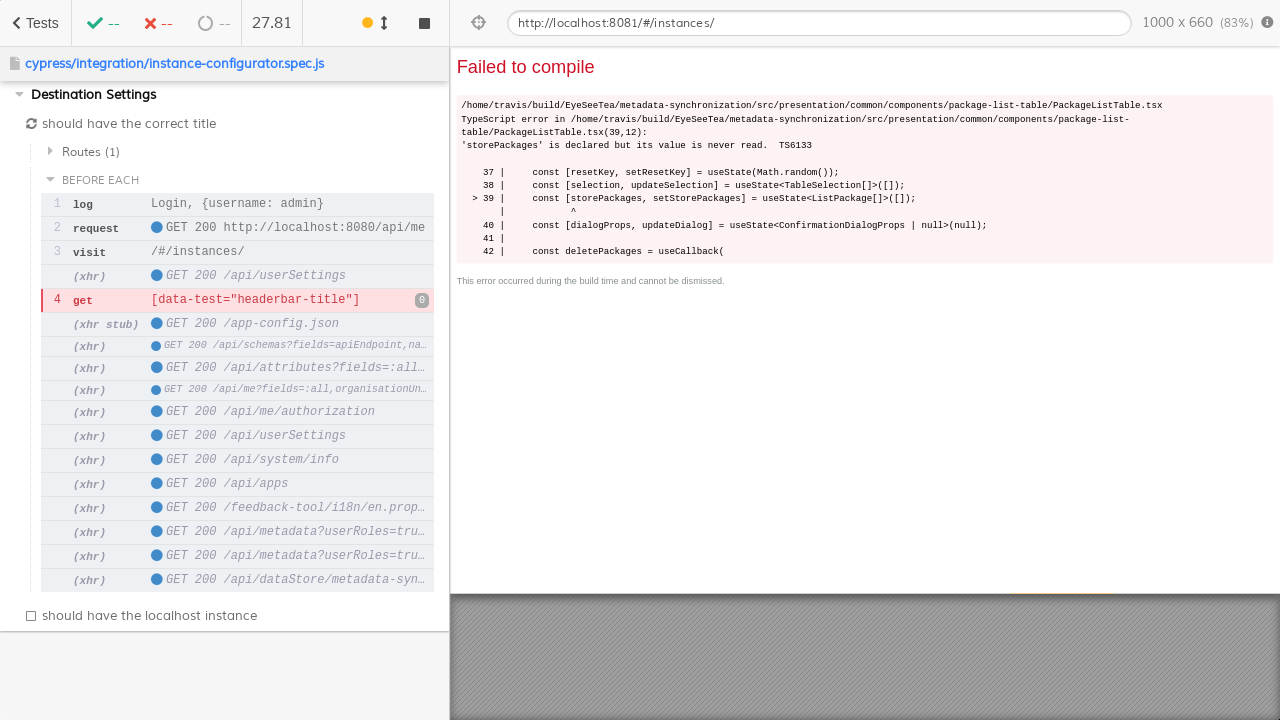 Tests
--
--
--
27.81
http://localhost:8081/#/instances/
1000 x 660 (83%)
cypress/integration/instance-configurator.spec.js
Destination Settings
should have the correct title
Routes (1)
BEFORE EACH
1 log Login, {username: admin}
2 request GET 200 http://localhost:8080/api/me
3 visit /#/instances/
(xhr) GET 200 /api/userSettings
4 get [data-test="headerbar-title"] 0
(xhr stub) GET 200 /app-config.json
(xhr) GET 200 /api/schemas?fields=apiEndpoint,na…
(xhr) GET 200 /api/attributes?fields=:all…
(xhr) GET 200 /api/me?fields=:all,organisationUn…
(xhr) GET 200 /api/me/authorization
(xhr) GET 200 /api/userSettings
(xhr) GET 200 /api/system/info
(xhr) GET 200 /api/apps
(xhr) GET 200 /feedback-tool/i18n/en.prop…
(xhr) GET 200 /api/metadata?userRoles=tru…
(xhr) GET 200 /api/metadata?userRoles=tru…
(xhr) GET 200 /api/dataStore/metadata-syn…
should have the localhost instance
Failed to compile
/home/travis/build/EyeSeeTea/metadata-synchronization/src/presentation/common/components/package-list-table/PackageListTable.tsx
TypeScript error in /home/travis/build/EyeSeeTea/metadata-synchronization/src/presentation/common/components/package-list-
table/PackageListTable.tsx(39,12):
'storePackages' is declared but its value is never read.  TS6133
37 |     const [resetKey, setResetKey] = useState(Math.random());
38 |     const [selection, updateSelection] = useState<TableSelection[]>([]);
> 39 |     const [storePackages, setStorePackages] = useState<ListPackage[]>([]);
|            ^
40 |     const [dialogProps, updateDialog] = useState<ConfirmationDialogProps | null>(null);
41 |
42 |     const deletePackages = useCallback(
This error occurred during the build time and cannot be dismissed.